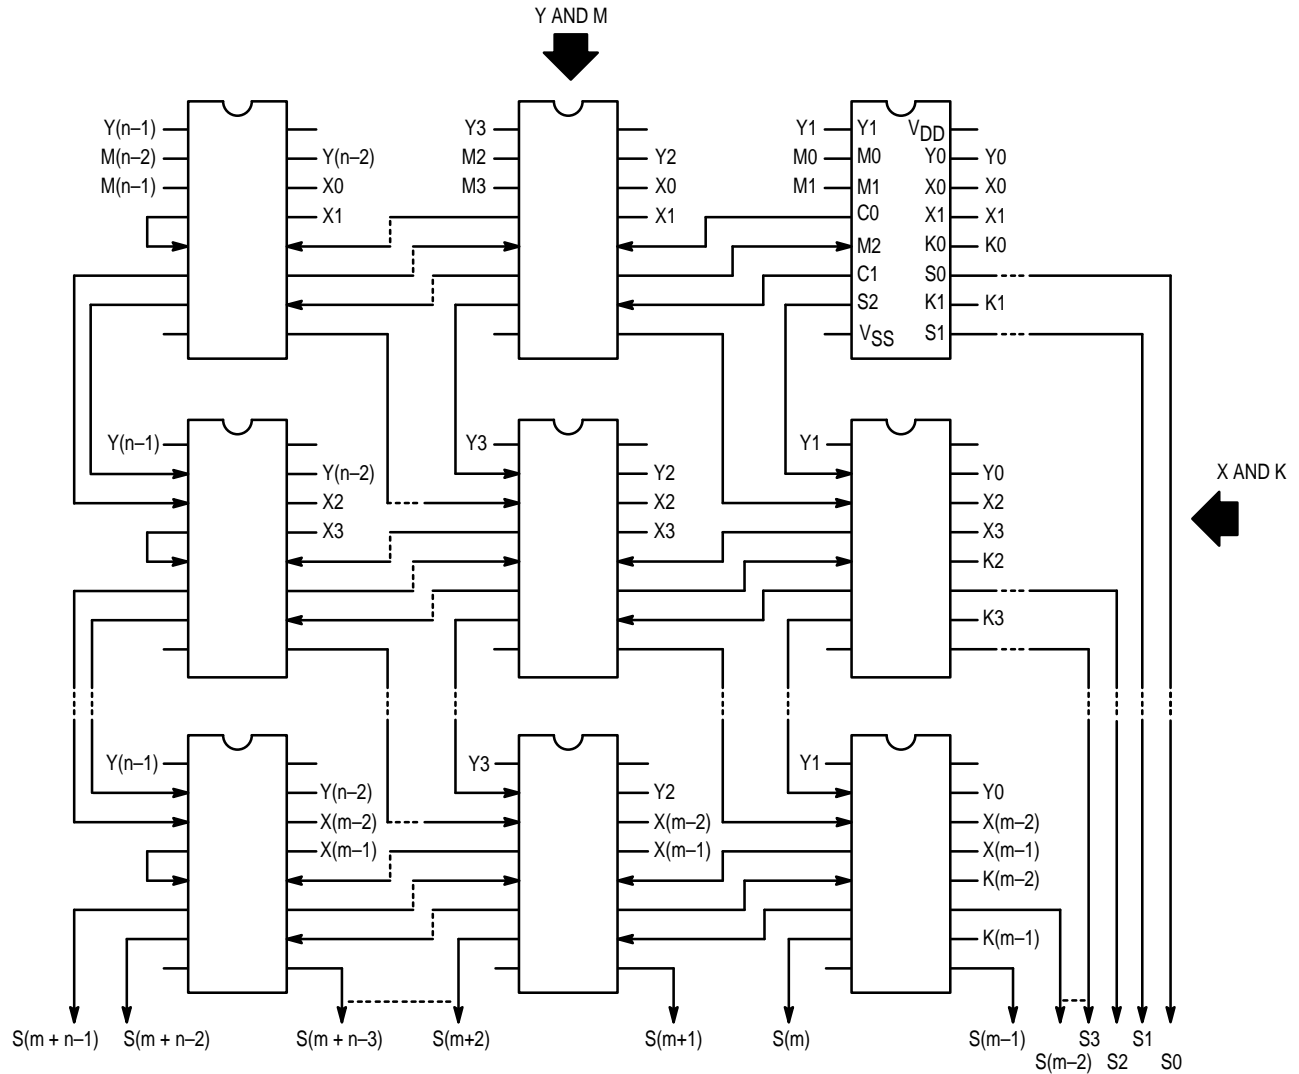 Y AND M
Y(n–1) Y3 Y1 Y1 VDD
M(n–2) Y(n–2) M2 Y2 M0 M0 Y0 Y0
M(n–1) X0 M3 X0 M1 M1 X0 X0
X1 X1 C0 X1 X1
M2 K0 K0
C1 S0
S2 K1 K1
VSS S1
Y(n–1) Y3 Y1
Y(n–2) Y2 Y0
X AND K
X2 X2 X2
X3 X3 X3
K2
K3
Y(n–1) Y3 Y1
Y(n–2) Y2 Y0
X(m–2) X(m–2) X(m–2)
X(m–1) X(m–1) X(m–1)
K(m–2)
K(m–1)
S(m + n–1) S(m + n–2) S(m + n–3) S(m+2) S(m+1) S(m) S(m–1) S3 S1
S(m–2) S2 S0